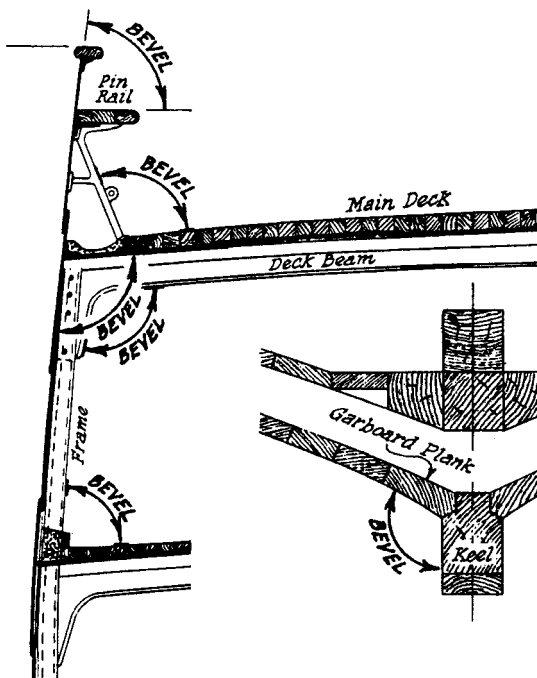 BEVEL
Pin
Rail
BEVEL
Main Deck
Deck Beam
BEVEL
BEVEL
Frame
Garboard Plank
BEVEL
BEVEL
Keel